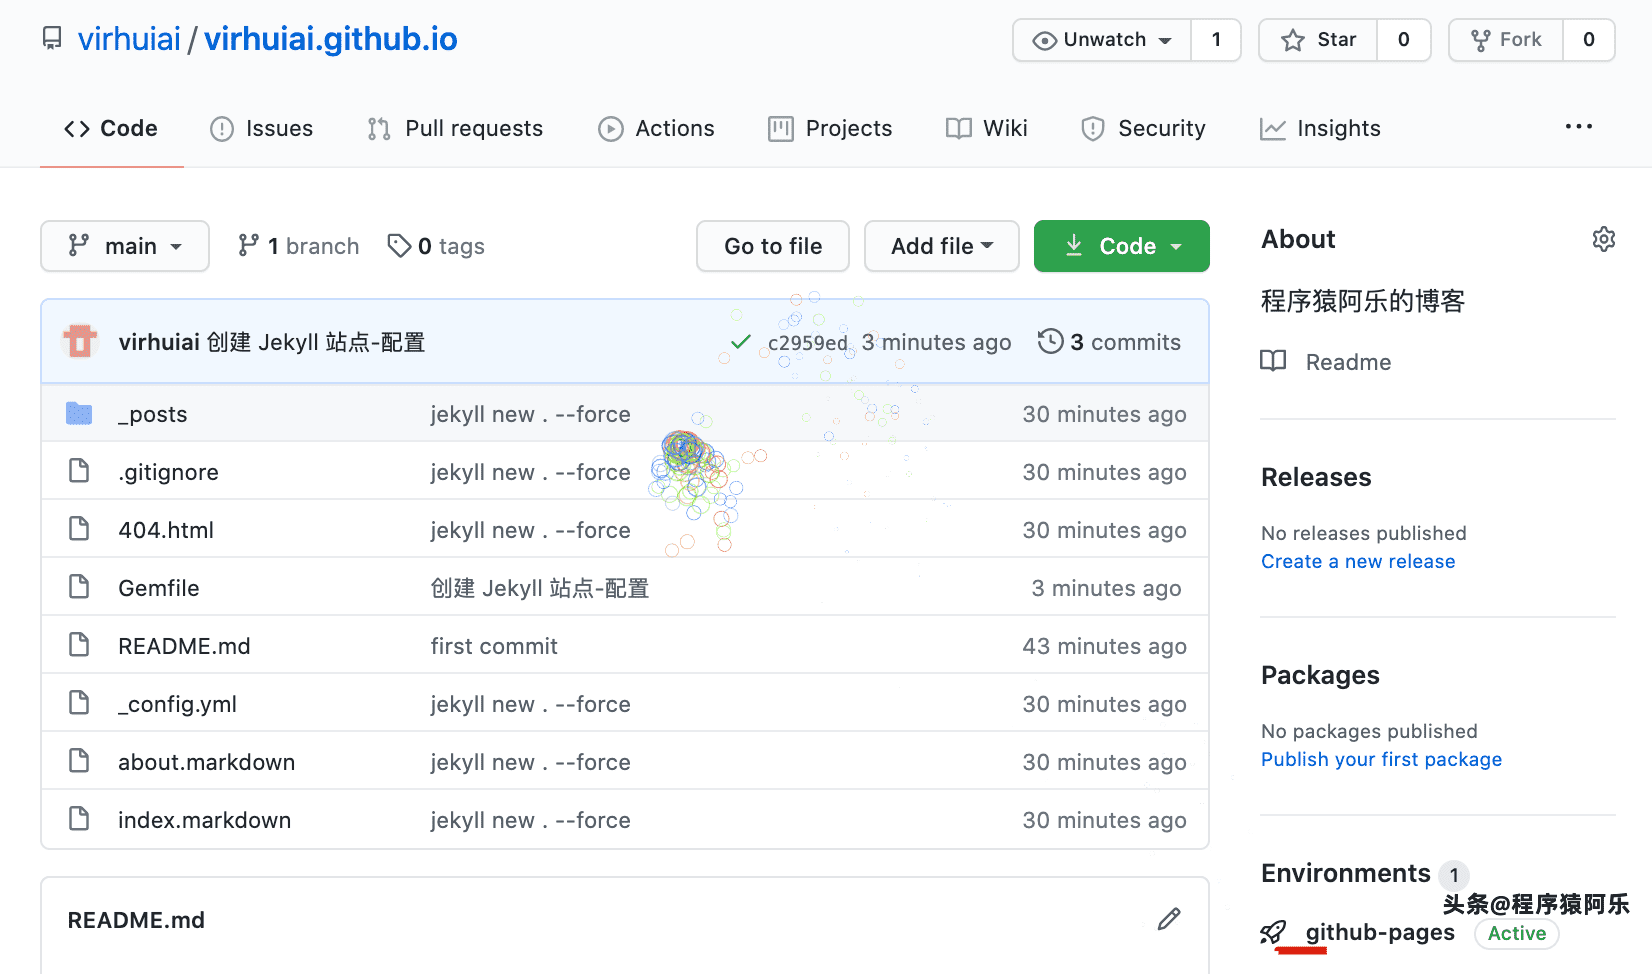 virhuiai / virhuiai.github.io
Unwatch 1
Star 0
Fork 0
Code
Issues
Pull requests
Actions
Projects
Wiki
Security
Insights
main
1 branch
0 tags
Go to file
Add file
Code
virhuiai 创建 Jekyll 站点-配置 c2959ed 3 minutes ago 3 commits
_posts jekyll new . --force 30 minutes ago
.gitignore jekyll new . --force 30 minutes ago
404.html jekyll new . --force 30 minutes ago
Gemfile 创建 Jekyll 站点-配置 3 minutes ago
README.md first commit 43 minutes ago
_config.yml jekyll new . --force 30 minutes ago
about.markdown jekyll new . --force 30 minutes ago
index.markdown jekyll new . --force 30 minutes ago
README.md
About
程序猿阿乐的博客
Readme
Releases
No releases published
Create a new release
Packages
No packages published
Publish your first package
Environments 1
头条@程序猿阿乐
github-pages Active